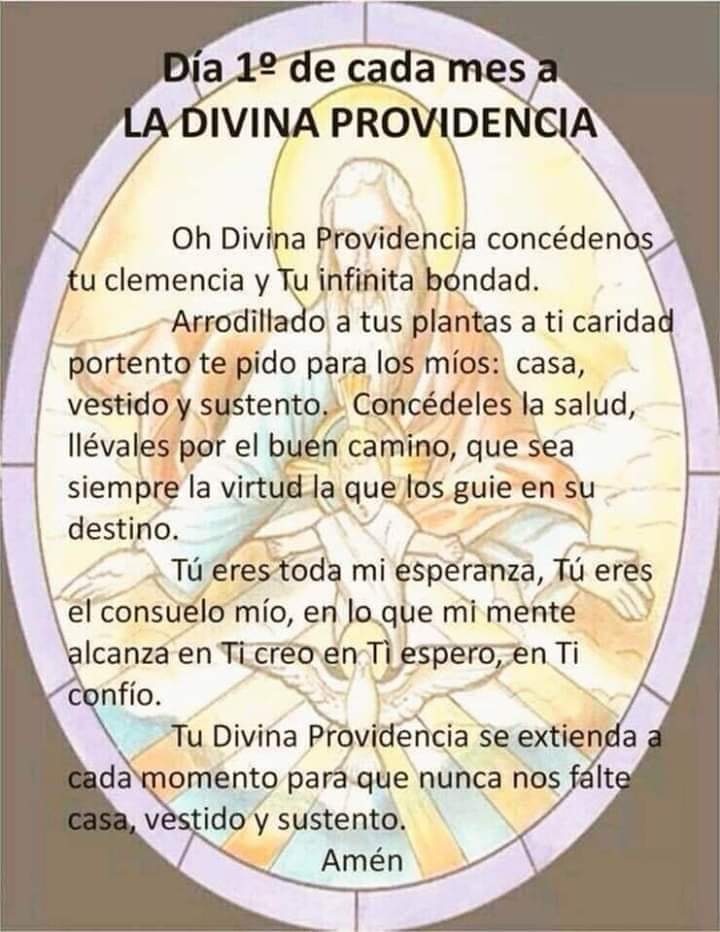 Día 1º de cada mes a
LA DIVINA PROVIDENCIA
Oh Divina Providencia concédenos
tu clemencia y Tu infinita bondad.
Arrodillado a tus plantas a ti caridad
portento te pido para los míos: casa,
vestido y sustento. Concédeles la salud,
llévales por el buen camino, que sea
siempre la virtud la que los guie en su
destino.
Tú eres toda mi esperanza, Tú eres
el consuelo mío, en lo que mi mente
alcanza en Ti creo en Tì espero, en Ti
confío.
Tu Divina Providencia se extienda a
cada momento para que nunca nos falte
casa, vestido y sustento.
Amén